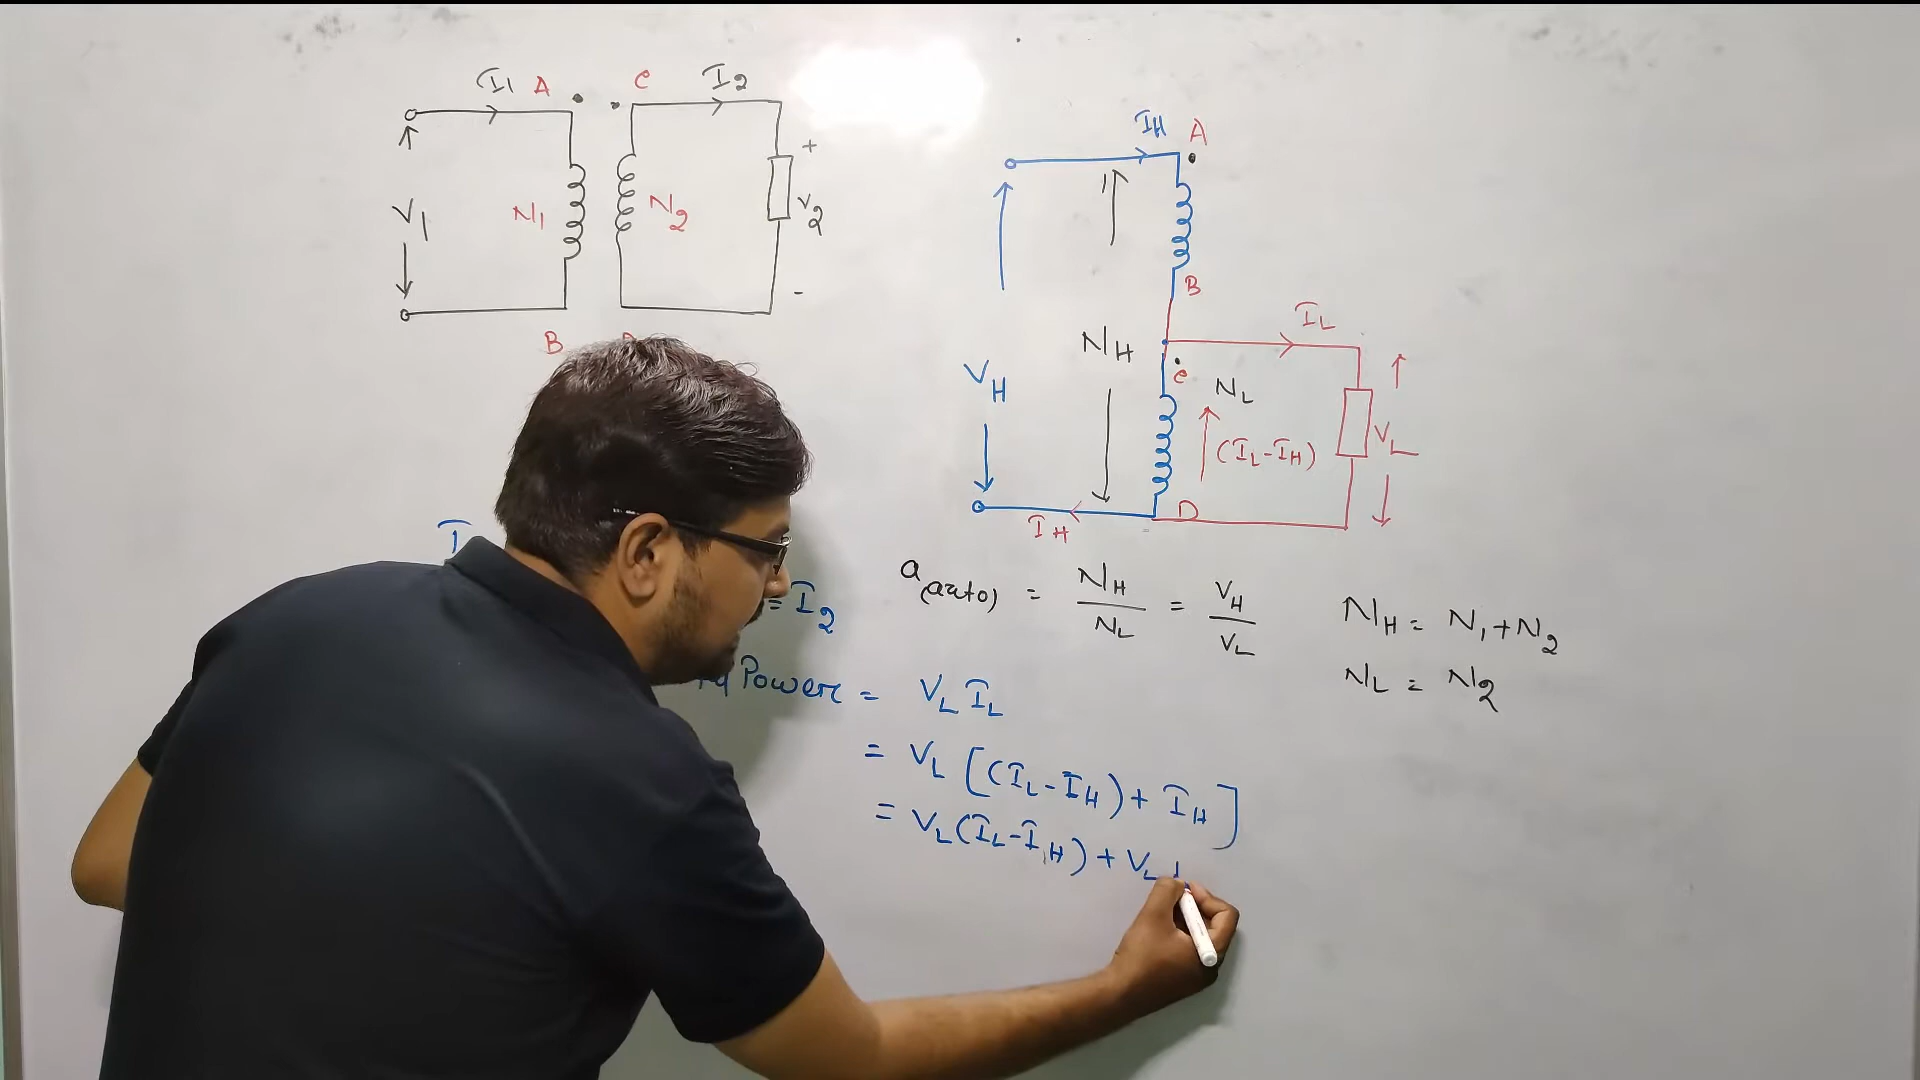 I1 A C I2
+
V1 N1 N2 V2
-
B
IH A
B
IL
NH
VH C NL
(IL-IH) VL
D
IH
a(auto) = NH/NL = VH/VL
NH = N1+N2
NL = N2
= I2
Power = VL IL
= VL [(IL-IH)+ IH]
= VL(IL-IH) + VL